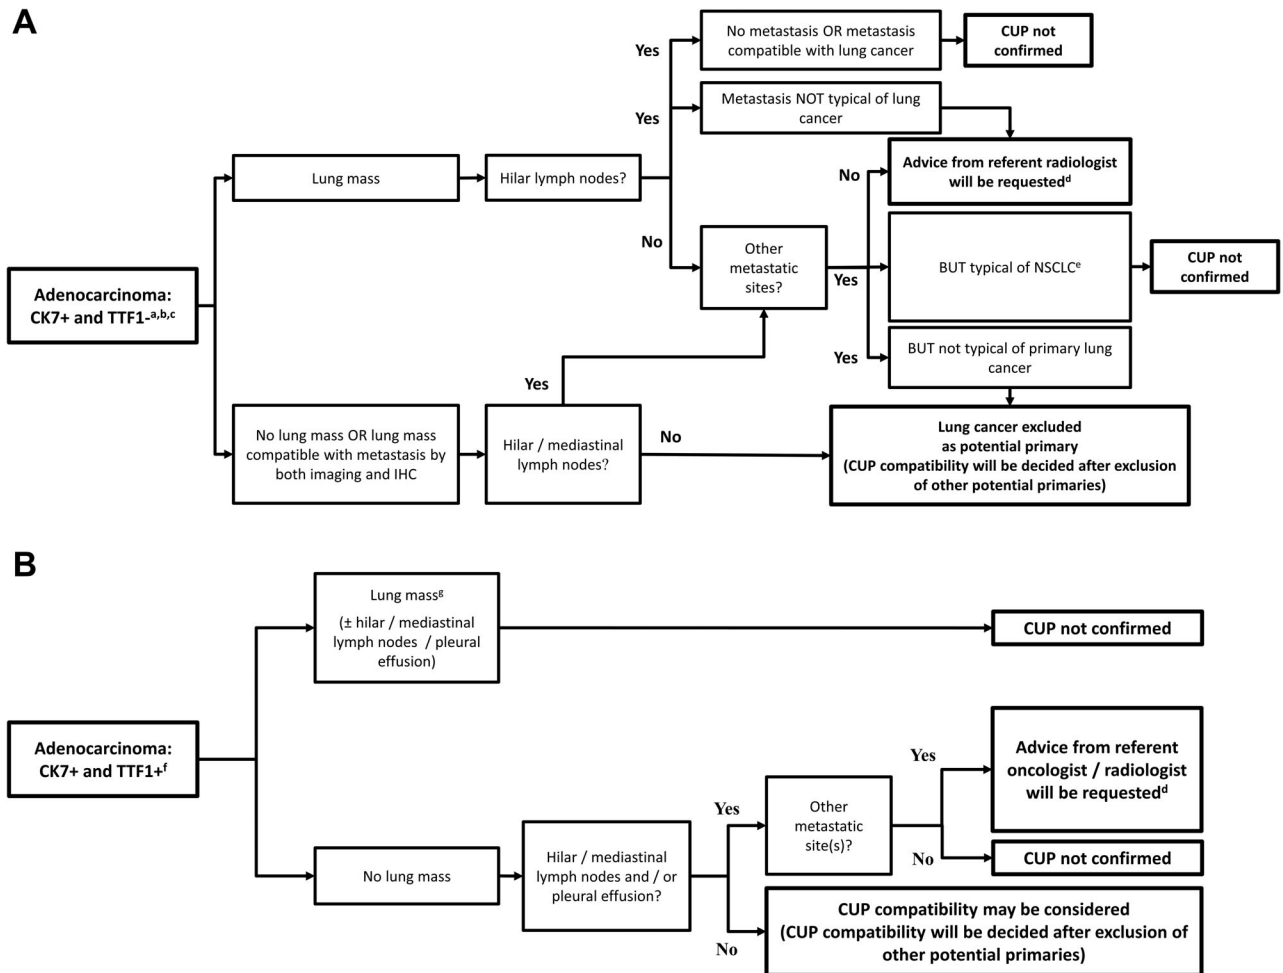 A
No metastasis OR metastasis
compatible with lung cancer
CUP not
confirmed
Yes
Metastasis NOT typical of lung
cancer
Yes
Lung mass
Hilar lymph nodes?
Advice from referent radiologist
will be requestedᵈ
No
No
Other
metastatic
sites?
Yes
BUT typical of NSCLCᵉ
CUP not
confirmed
Adenocarcinoma:
CK7+ and TTF1-ᵃ,ᵇ,ᶜ
Yes
BUT not typical of primary lung
cancer
Yes
No lung mass OR lung mass
compatible with metastasis by
both imaging and IHC
Hilar / mediastinal
lymph nodes?
No
Lung cancer excluded
as potential primary
(CUP compatibility will be decided after exclusion
of other potential primaries)
B
Lung massᵍ
(± hilar / mediastinal
lymph nodes / pleural
effusion)
CUP not confirmed
Adenocarcinoma:
CK7+ and TTF1+ᶠ
No lung mass
Hilar / mediastinal
lymph nodes and / or
pleural effusion?
Yes
Other
metastatic
site(s)?
Yes
Advice from referent
oncologist / radiologist
will be requestedᵈ
No
CUP not confirmed
No
CUP compatibility may be considered
(CUP compatibility will be decided after exclusion of
other potential primaries)